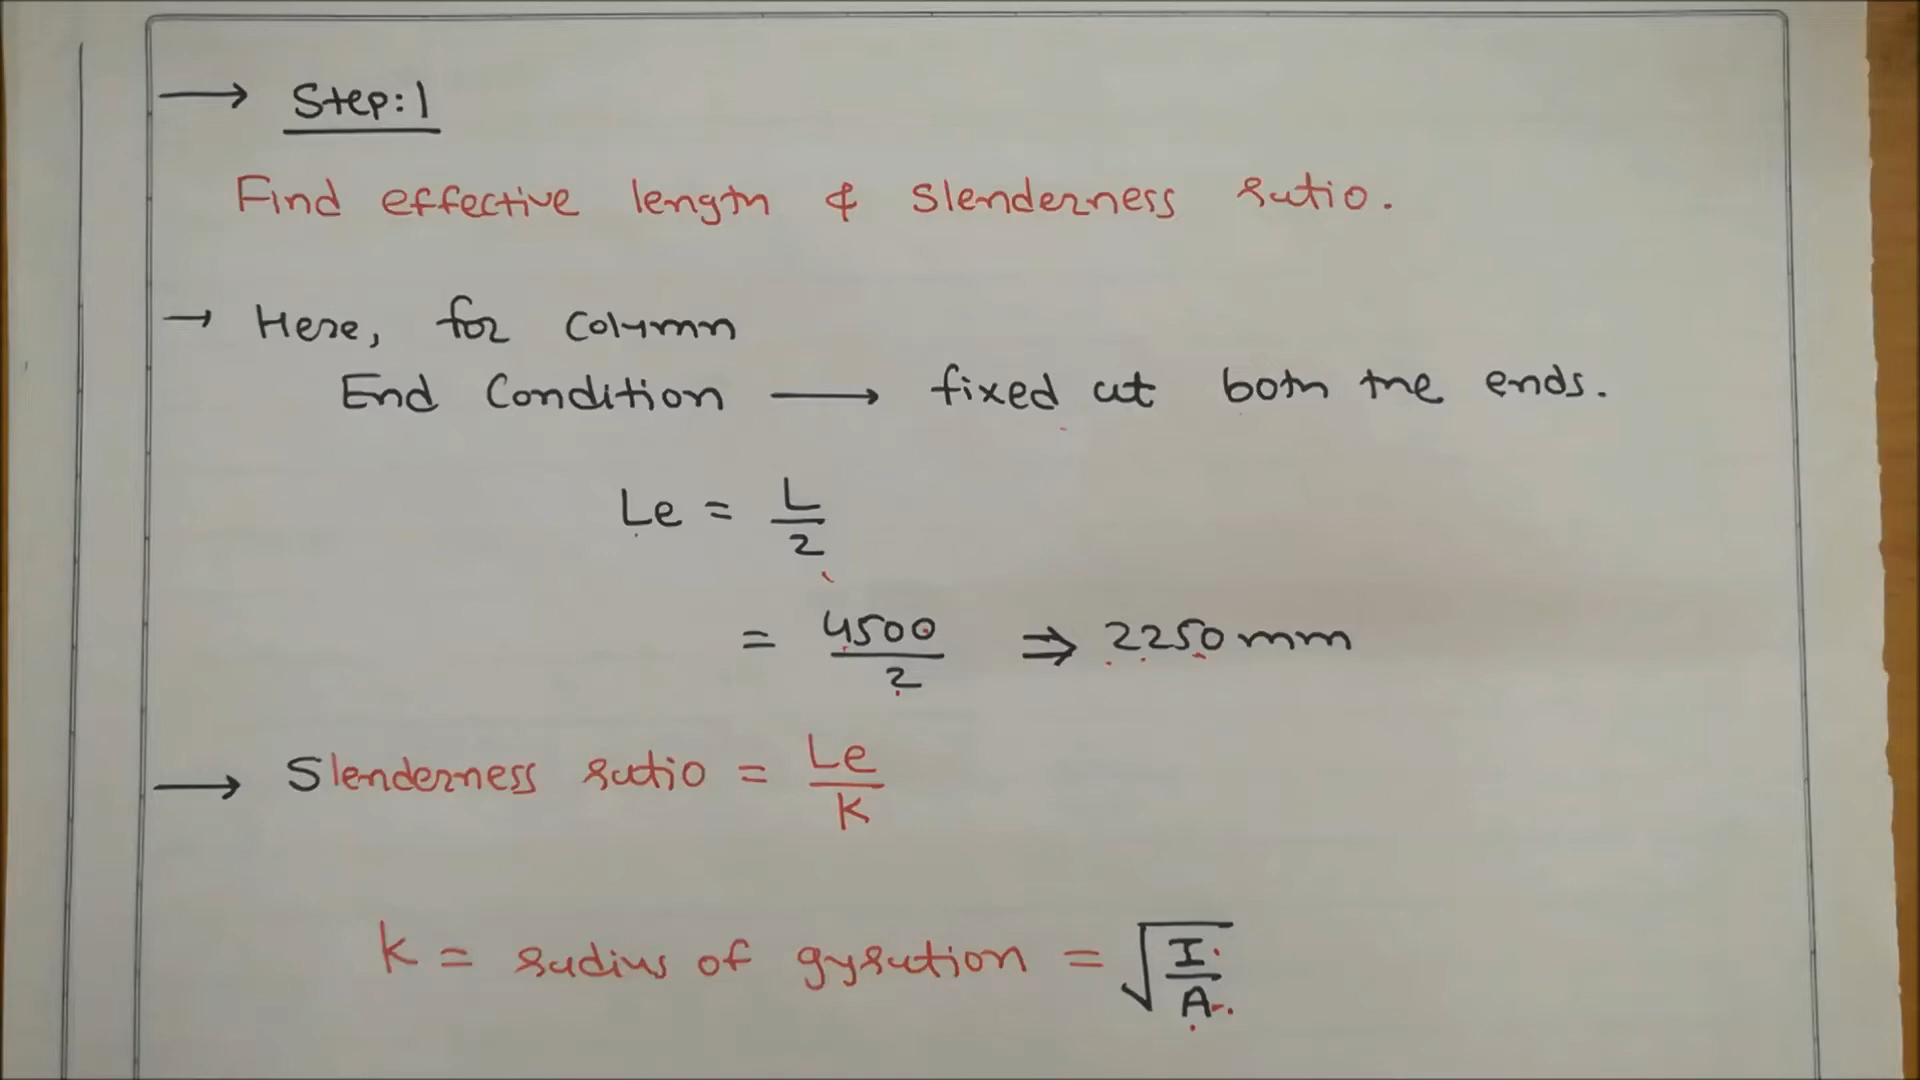 → Step:1
Find effective length & Slenderness ratio.
→ Here, for Column
End Condition → fixed at both the ends.
Le = L/2
= 4500/2 ⇒ 2250 mm
→ Slenderness ratio = Le/K
K = radius of gyration = √(I/A)